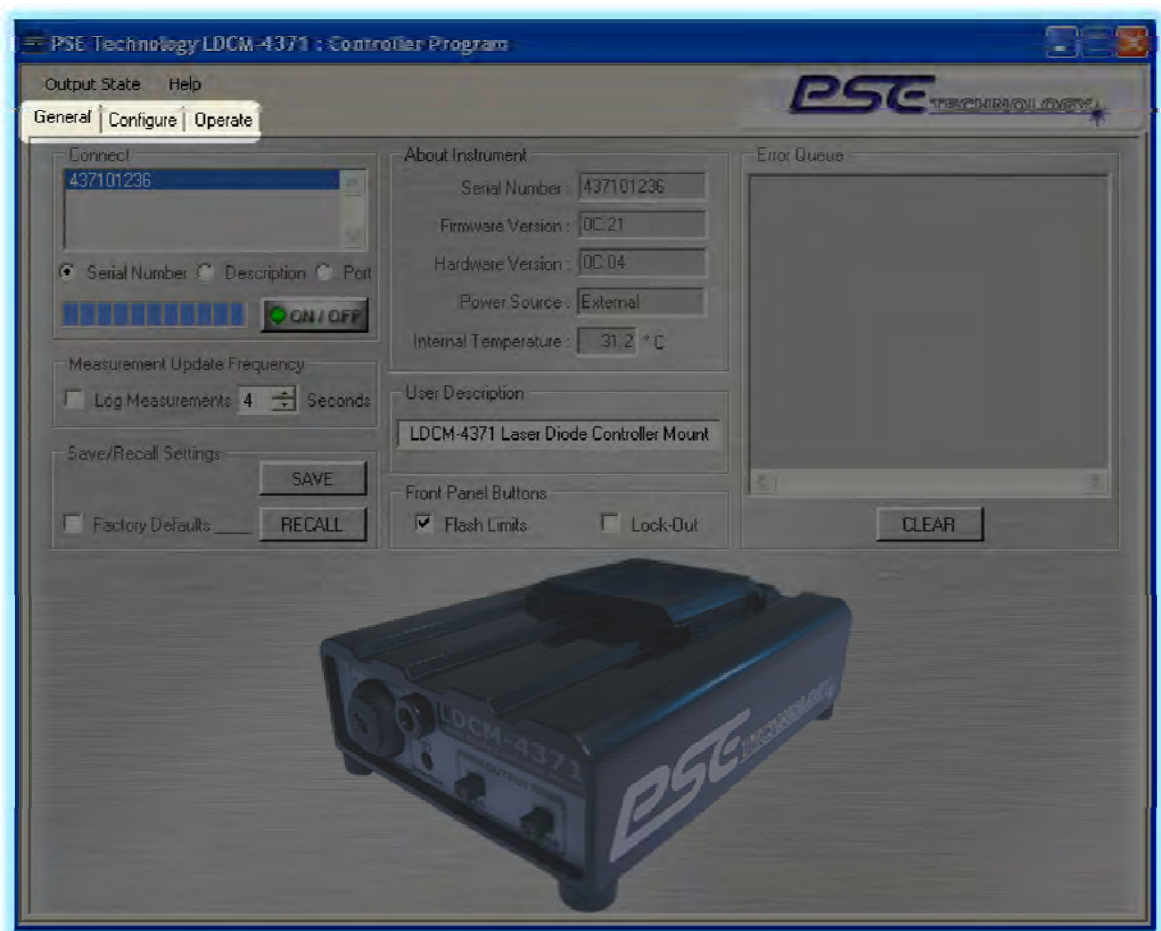 PSE Technology LDCM-4371 : Controller Program
Output State Help
PSE TECHNOLOGY
General Configure Operate
Connect
437101236
Serial Number Description Port
ON / OFF
Measurement Update Frequency
Log Measurements 4 Seconds
Save/Recall Settings
SAVE
Factory Defaults RECALL
About Instrument
Serial Number : 437101236
Firmware Version : 0C.21
Hardware Version : 0C.04
Power Source : External
Internal Temperature : 31.2 ° C
User Description
LDCM-4371 Laser Diode Controller Mount
Front Panel Buttons
Flash Limits Lock-Out
Error Queue
CLEAR
LDCM-4371
OUTPUT
PSE TECHNOLOGY